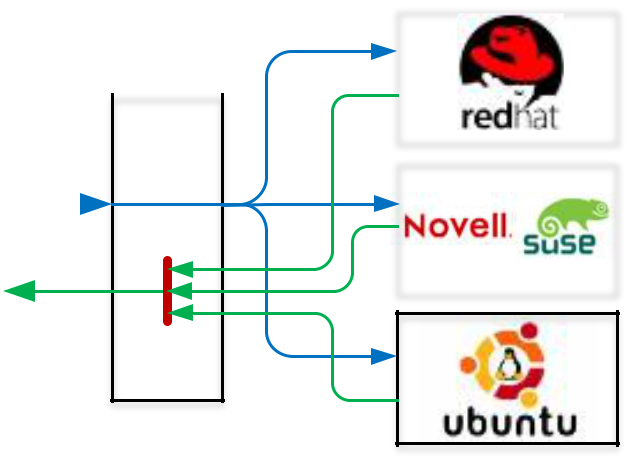 redhat
Novell.
suse
ubuntu